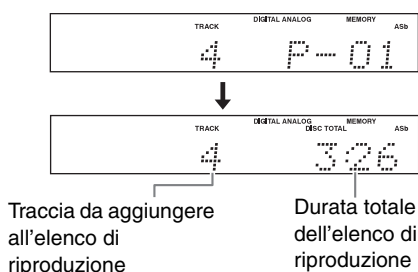 DIGITAL ANALOG MEMORY
TRACK ASb
4 P-01
DIGITAL ANALOG MEMORY
TRACK DISC TOTAL ASb
4 3:26
Traccia da aggiungere all'elenco di riproduzione
Durata totale dell'elenco di riproduzione